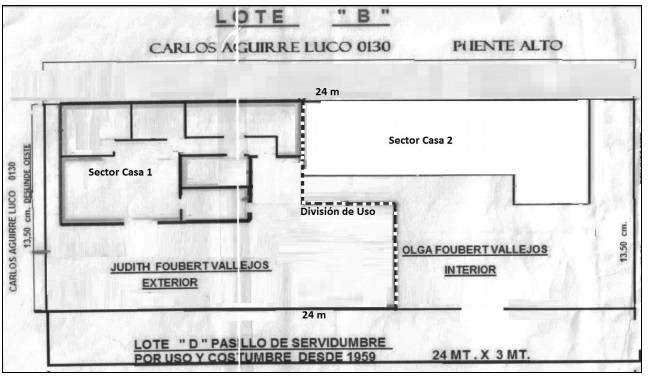 LOTE "B"
CARLOS AGUIRRE LUCO 0130 PUENTE ALTO
24 m
Sector Casa 2
Sector Casa 1
División de Uso
CARLOS AGUIRRE LUCO 0130
13,50 cm. DESLINDE OESTE
13,50 cm.
JUDITH FOUBERT VALLEJOS
EXTERIOR
OLGA FOUBERT VALLEJOS
INTERIOR
24 m
LOTE "D" PASILLO DE SERVIDUMBRE
POR USO Y COSTUMBRE DESDE 1959 24 MT. X 3 MT.